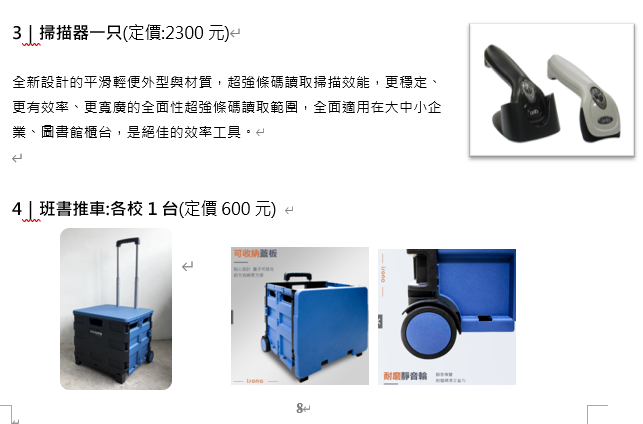 3｜掃描器一只(定價:2300 元)
全新設計的平滑輕便外型與材質，超強條碼讀取掃描效能，更穩定、
更有效率、更寬廣的全面性超強條碼讀取範圍，全面適用在大中小企
業、圖書館櫃台，是絕佳的效率工具。
4｜班書推車:各校 1 台(定價 600 元)
可收納蓋板
irono
irono
耐磨靜音輪
8